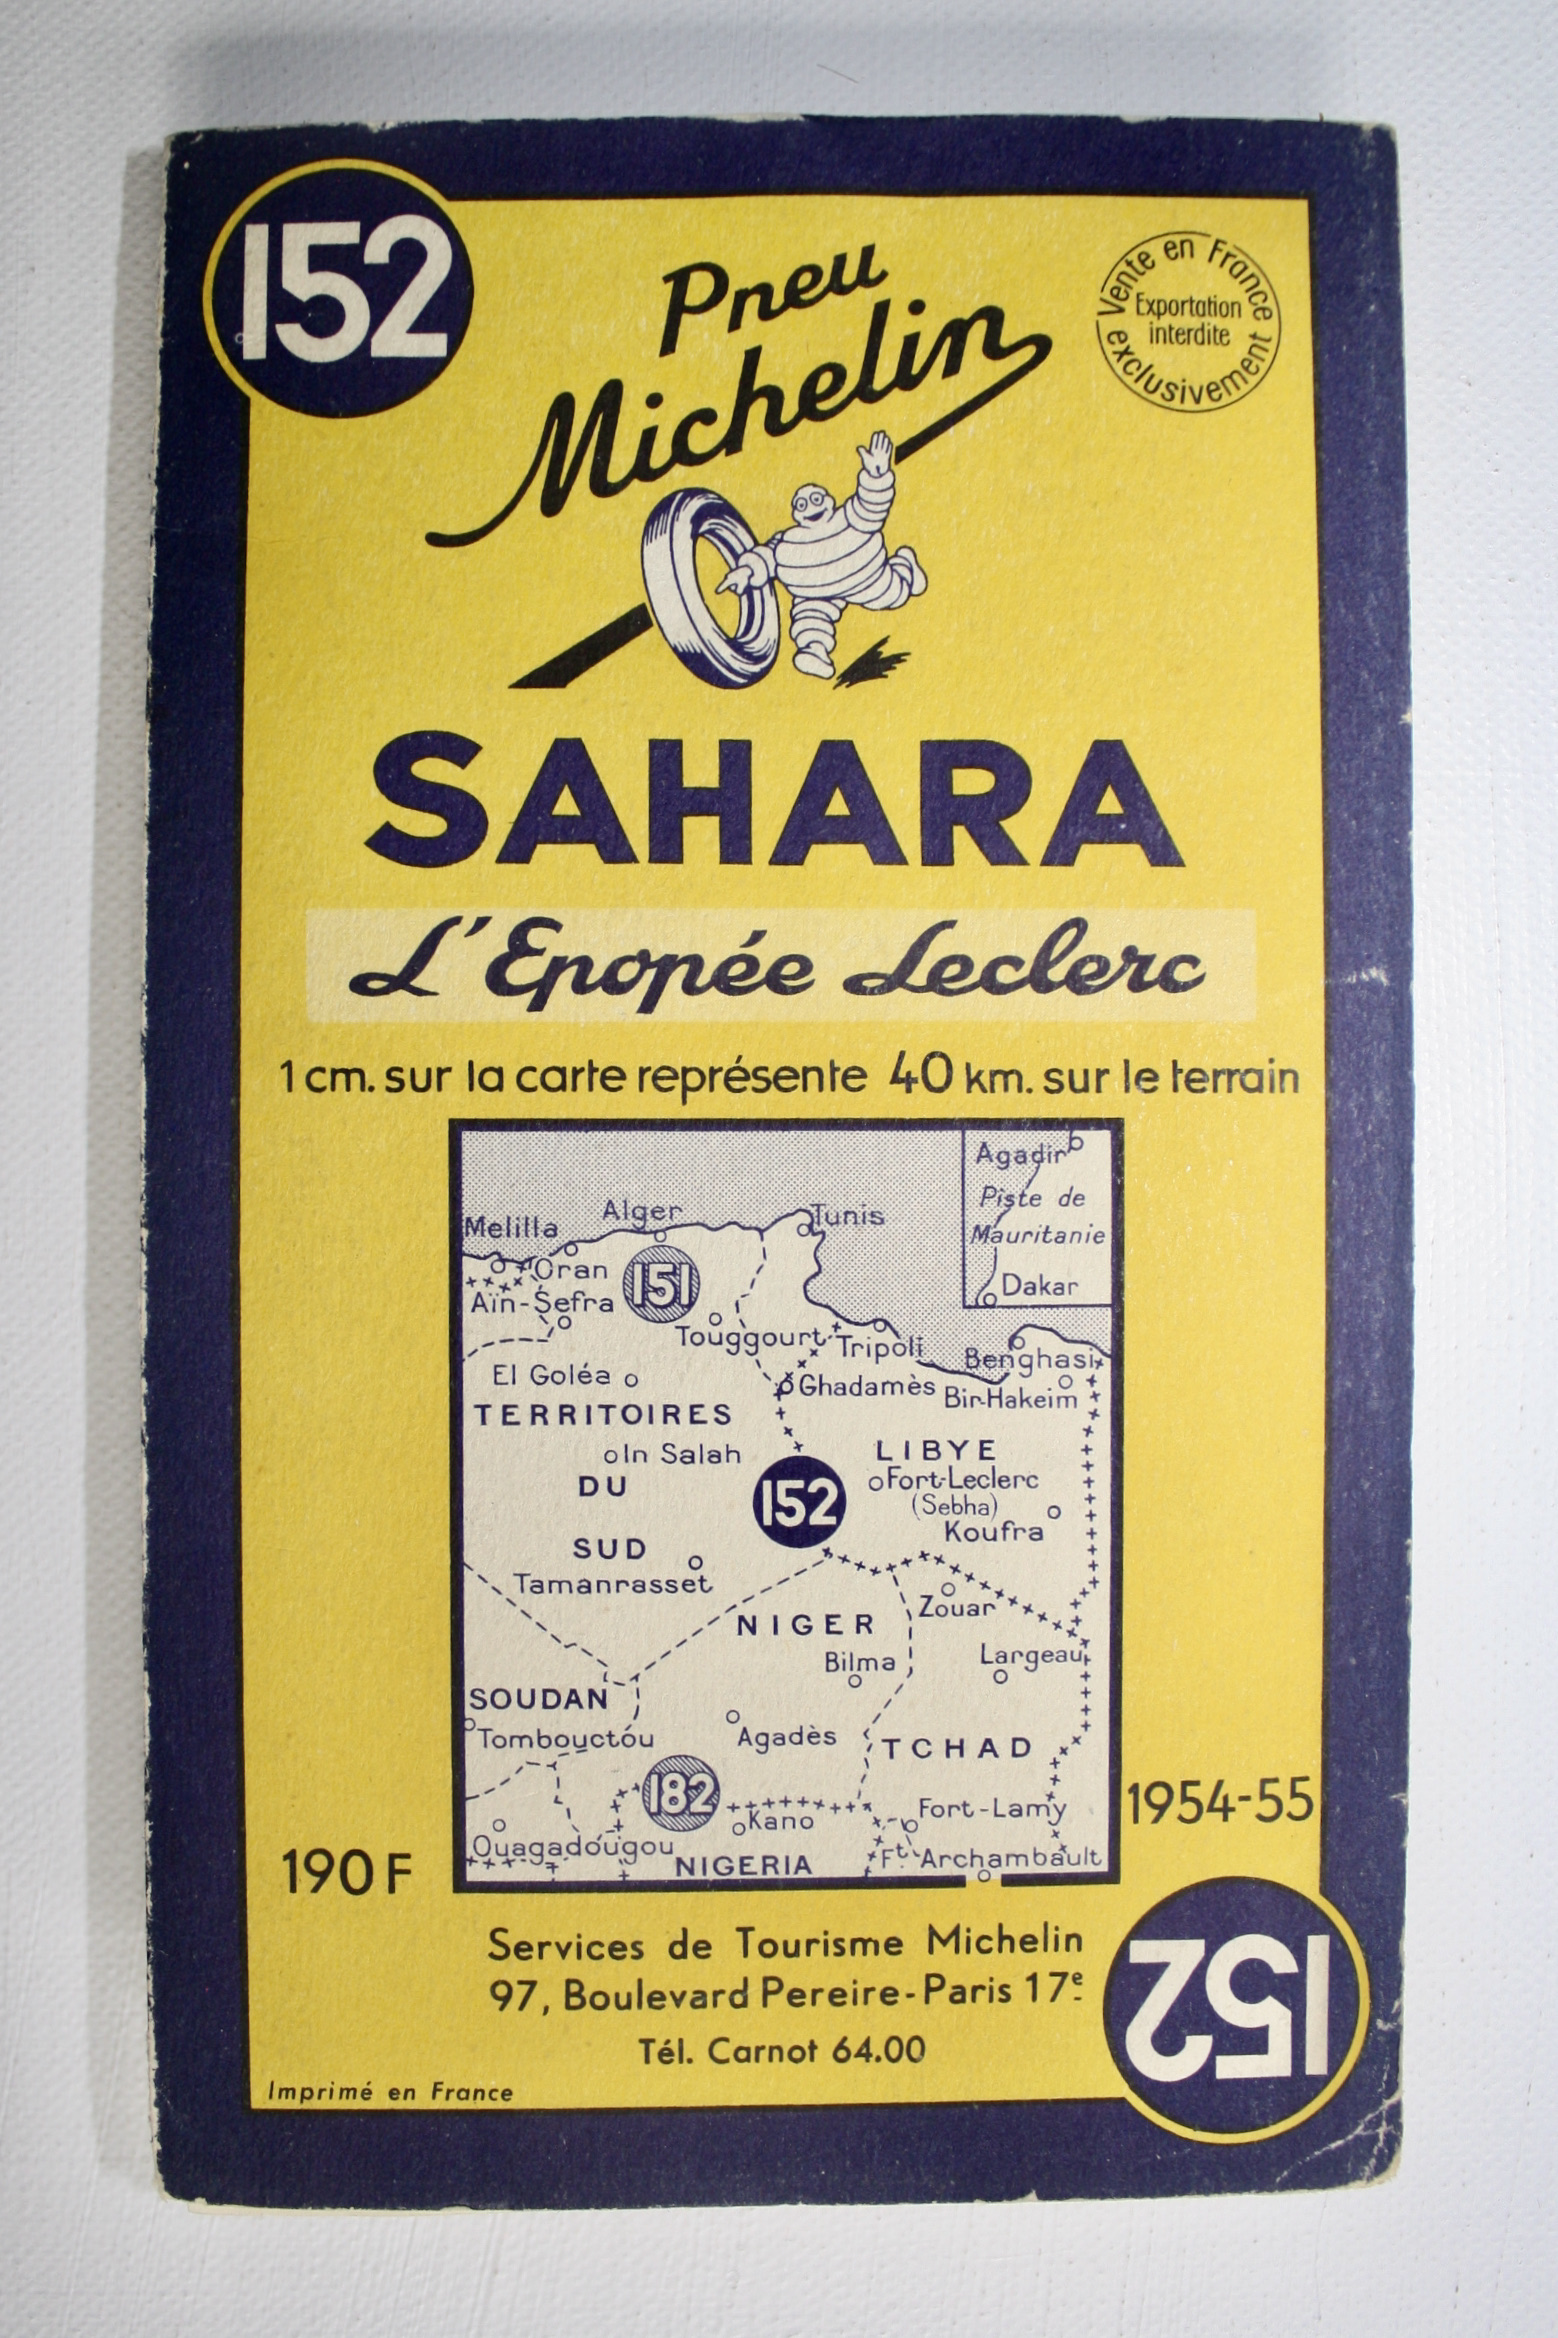 152
Pneu
Michelin
Vente en France exclusivement
Exportation
interdite
SAHARA
L'Epopée Leclerc
1 cm. sur la carte représente 40 km. sur le terrain
Agadir
Piste de
Mauritanie
Dakar
Melilla
Alger
Tunis
Oran
151
Aïn-Sefra
Touggourt
Tripoli
Benghasi
El Goléa
Ghadamès
Bir-Hakeim
TERRITOIRES
In Salah
LIBYE
DU
152
Fort-Leclerc
(Sebha)
Koufra
SUD
Tamanrasset
Zouar
NIGER
Bilma
Largeau
SOUDAN
Tombouctou
Agadès
TCHAD
182
Kano
Fort-Lamy
1954-55
Ouagadougou
NIGERIA
Ft. Archambault
190 F
Services de Tourisme Michelin
97, Boulevard Pereire-Paris 17e
Tél. Carnot 64.00
152
Imprimé en France